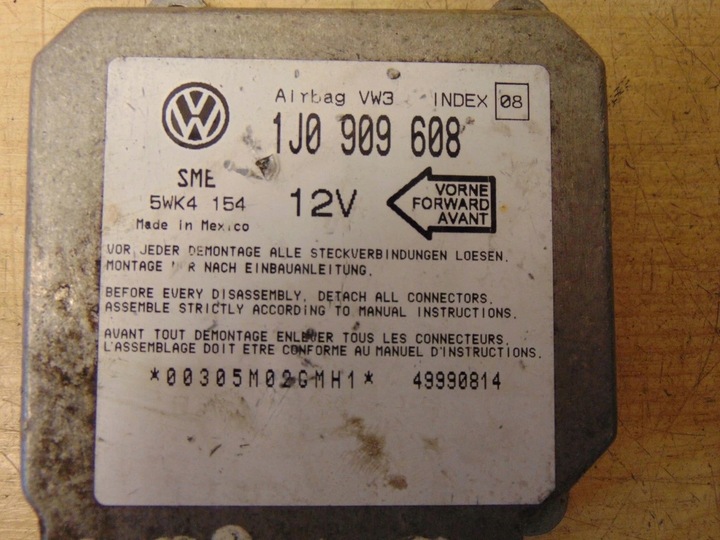 Airbag VW3 INDEX 08
1J0 909 608
SME
5WK4 154
12V
Made in Mexico
VORNE
FORWARD
AVANT
VOR JEDER DEMONTAGE ALLE STECKVERBINDUNGEN LOESEN.
MONTAGE NACH EINBAUANLEITUNG.
BEFORE EVERY DISASSEMBLY, DETACH ALL CONNECTORS.
ASSEMBLE STRICTLY ACCORDING TO MANUAL INSTRUCTIONS.
AVANT TOUT DEMONTAGE ENLEVER TOUS LES CONNECTEURS.
L'ASSEMBLAGE DOIT ETRE CONFORME AU MANUEL D'INSTRUCTIONS.
*00305M02GMH1* 49990814